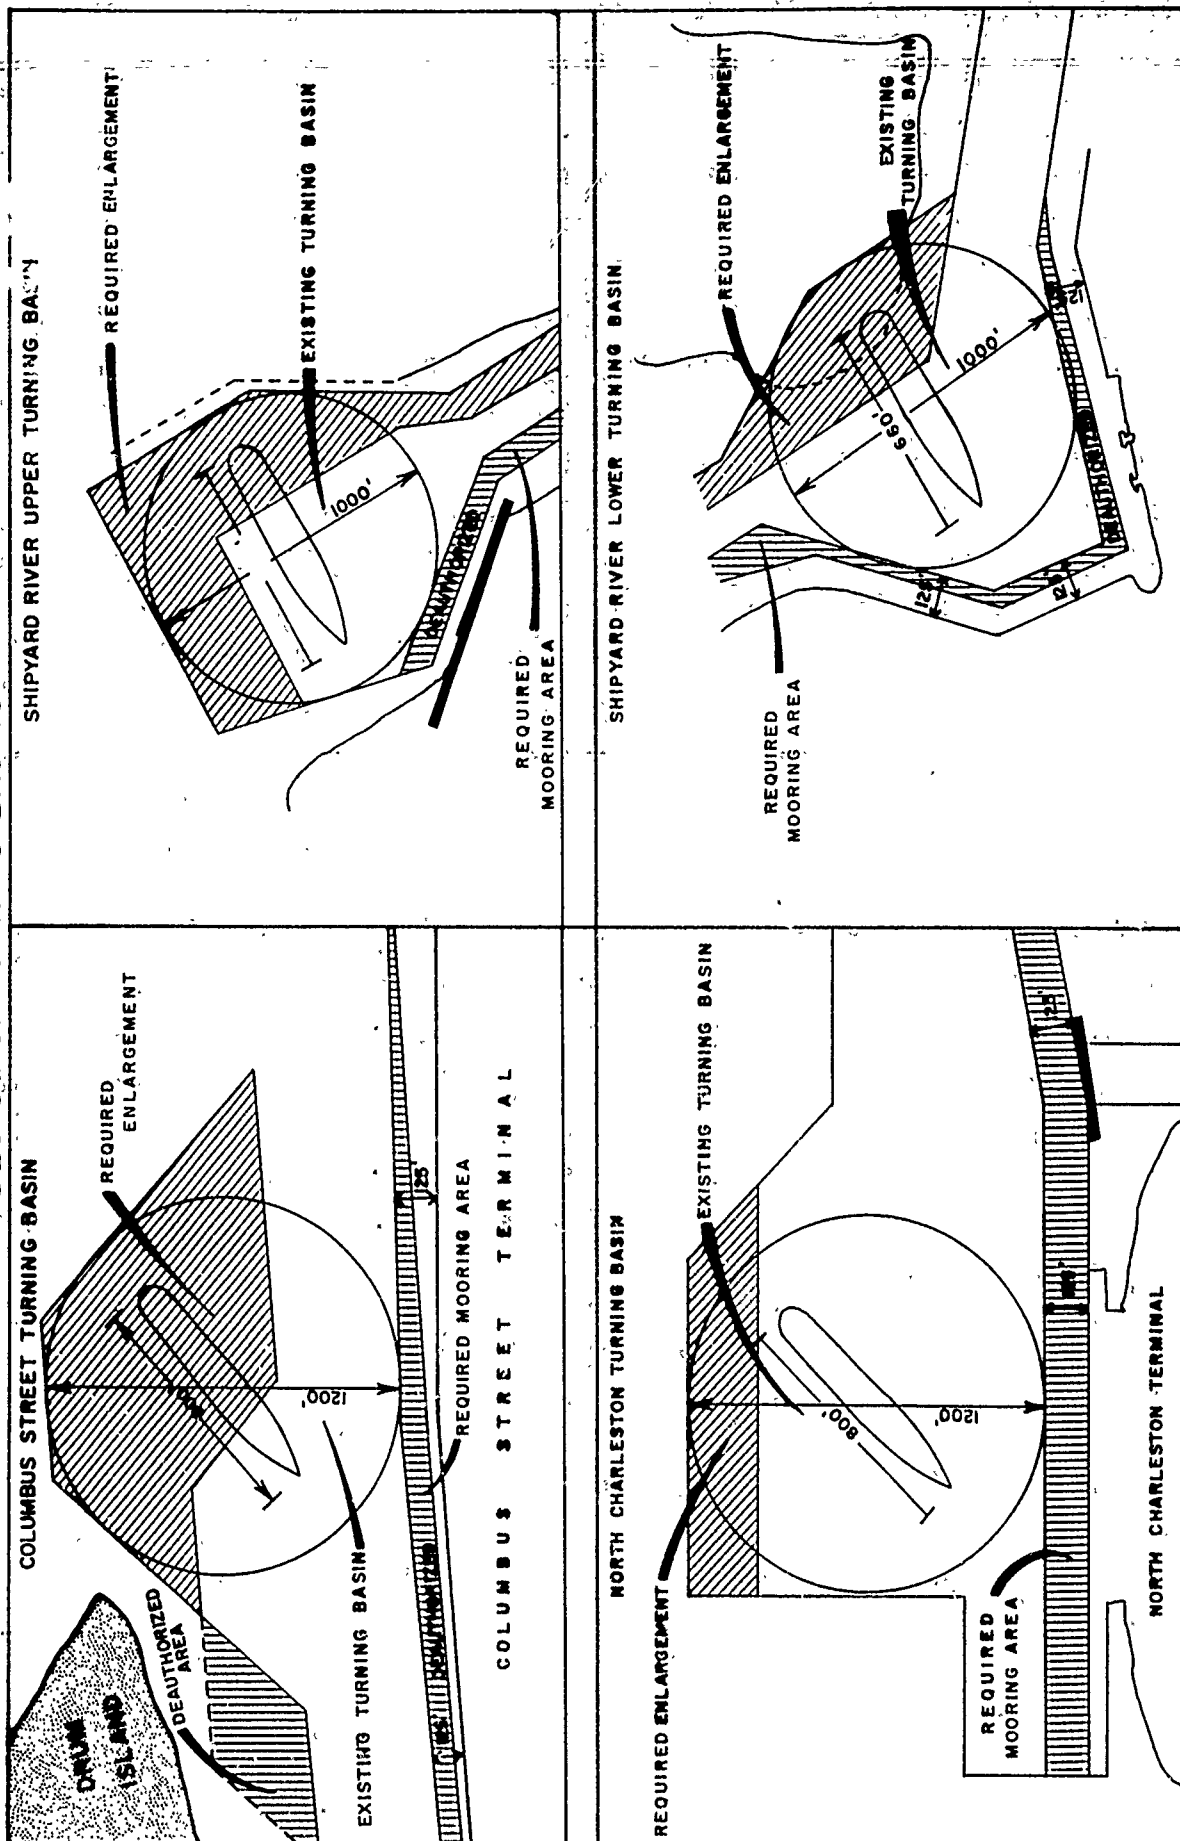 COLUMBUS STREET TURNING BASIN
REQUIRED
ENLARGEMENT
DRUM
ISLAND
DEAUTHORIZED
AREA
1200'
EXISTING TURNING BASIN
125'
DEAUTHORIZED
REQUIRED MOORING AREA
COLUMBUS STREET TERMINAL
SHIPYARD RIVER UPPER TURNING BASIN
REQUIRED ENLARGEMENT
EXISTING TURNING BASIN
1000'
DEAUTHORIZED
REQUIRED
MOORING AREA
NORTH CHARLESTON TURNING BASIN
REQUIRED ENLARGEMENT
EXISTING TURNING BASIN
800'
1200'
125'
REQUIRED
MOORING AREA
NORTH CHARLESTON TERMINAL
SHIPYARD RIVER LOWER TURNING BASIN
REQUIRED ENLARGEMENT
EXISTING
TURNING BASIN
660'
1000'
125'
125'
DEAUTHORIZED
REQUIRED
MOORING AREA